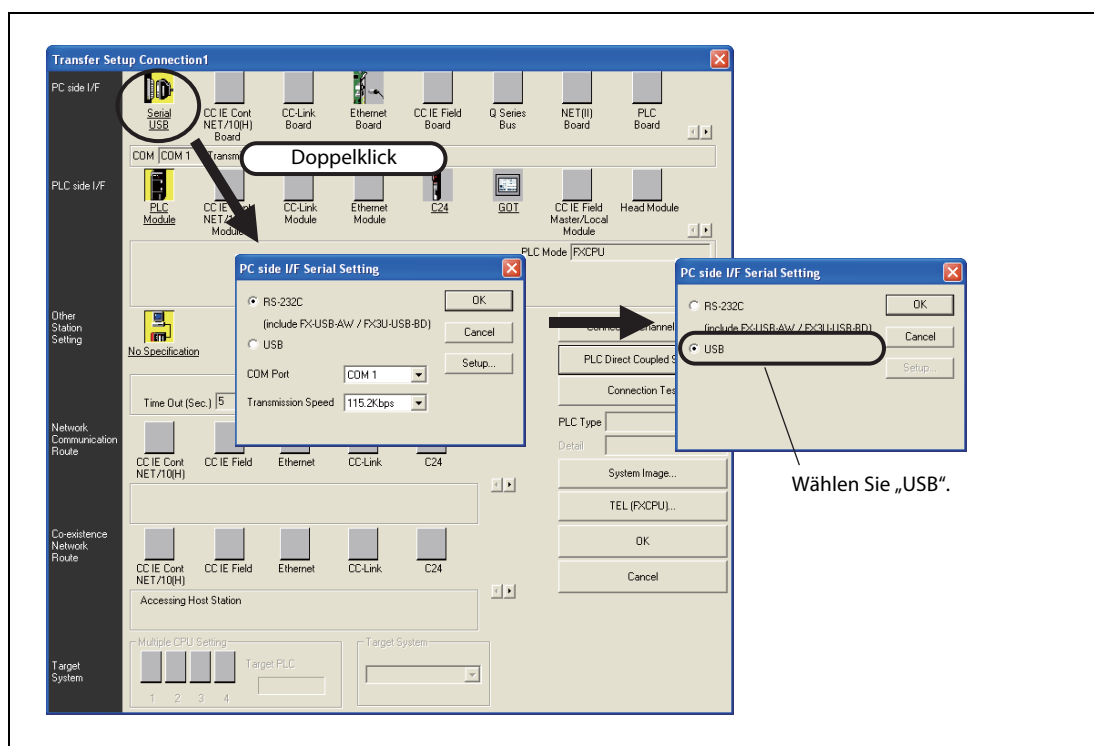 Transfer Setup Connection1
PC side I/F
Serial USB
CC IE Cont NET/10(H) Board
CC-Link Board
Ethernet Board
CC IE Field Board
Q Series Bus
NET(II) Board
PLC Board
COM COM 1
Doppelklick
PLC side I/F
PLC Module
CC-Link Module
Ethernet Module
C24
GOT
CC IE Field Master/Local Module
Head Module
PLC Mode FXCPU
PC side I/F Serial Setting
RS-232C
(include FX-USB-AW / FX3U-USB-BD)
USB
COM Port COM 1
Transmission Speed 115.2Kbps
OK
Cancel
Setup...
PC side I/F Serial Setting
RS-232C
(include FX-USB-AW / FX3U-USB-BD)
USB
OK
Cancel
Setup...
Wählen Sie „USB“.
Other Station Setting
No Specification
Time Out (Sec.) 5
PLC Direct Coupled
Connection
PLC Type
Detail
System Image...
TEL (FXCPU)...
OK
Cancel
Network Communication Route
CC IE Cont NET/10(H)
CC IE Field
Ethernet
CC-Link
C24
Co-existence Network Route
CC IE Cont NET/10(H)
CC IE Field
Ethernet
CC-Link
C24
Accessing Host Station
Target System
Multiple CPU Setting
1 2 3 4
Target PLC
Target System